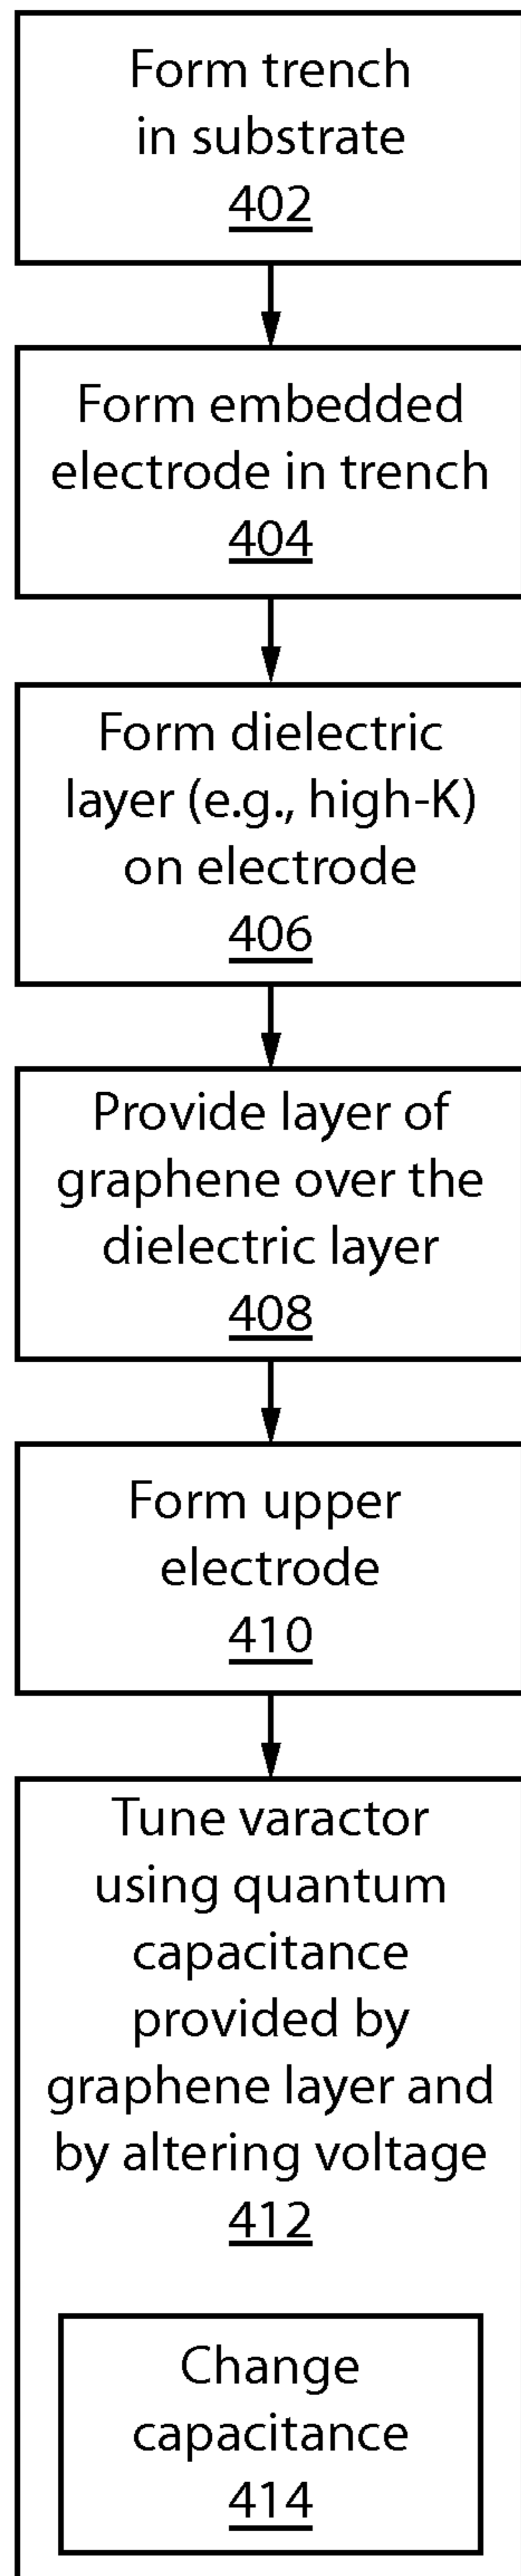 Form trench
in substrate
402
Form embedded
electrode in trench
404
Form dielectric
layer (e.g., high-K)
on electrode
406
Provide layer of
graphene over the
dielectric layer
408
Form upper
electrode
410
Tune varactor
using quantum
capacitance
provided by
graphene layer and
by altering voltage
412
Change
capacitance
414